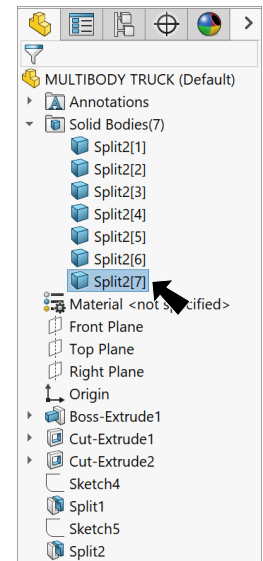 MULTIBODY TRUCK (Default)
Annotations
Solid Bodies(7)
Split2[1]
Split2[2]
Split2[3]
Split2[4]
Split2[5]
Split2[6]
Split2[7]
Material <not specified>
Front Plane
Top Plane
Right Plane
Origin
Boss-Extrude1
Cut-Extrude1
Cut-Extrude2
Sketch4
Split1
Sketch5
Split2